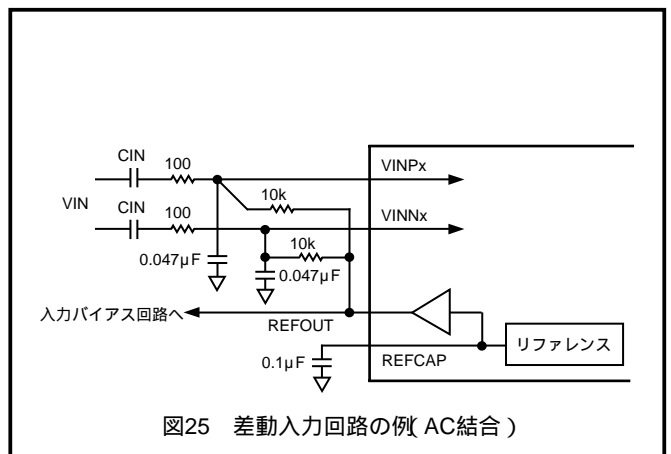 CIN
100
VINPx
10k
VIN
CIN
100
VINNx
10k
0.047µF
0.047µF
入力バイアス回路へ
REFOUT
リファレンス
REFCAP
0.1µF
図25 差動入力回路の例(AC結合)